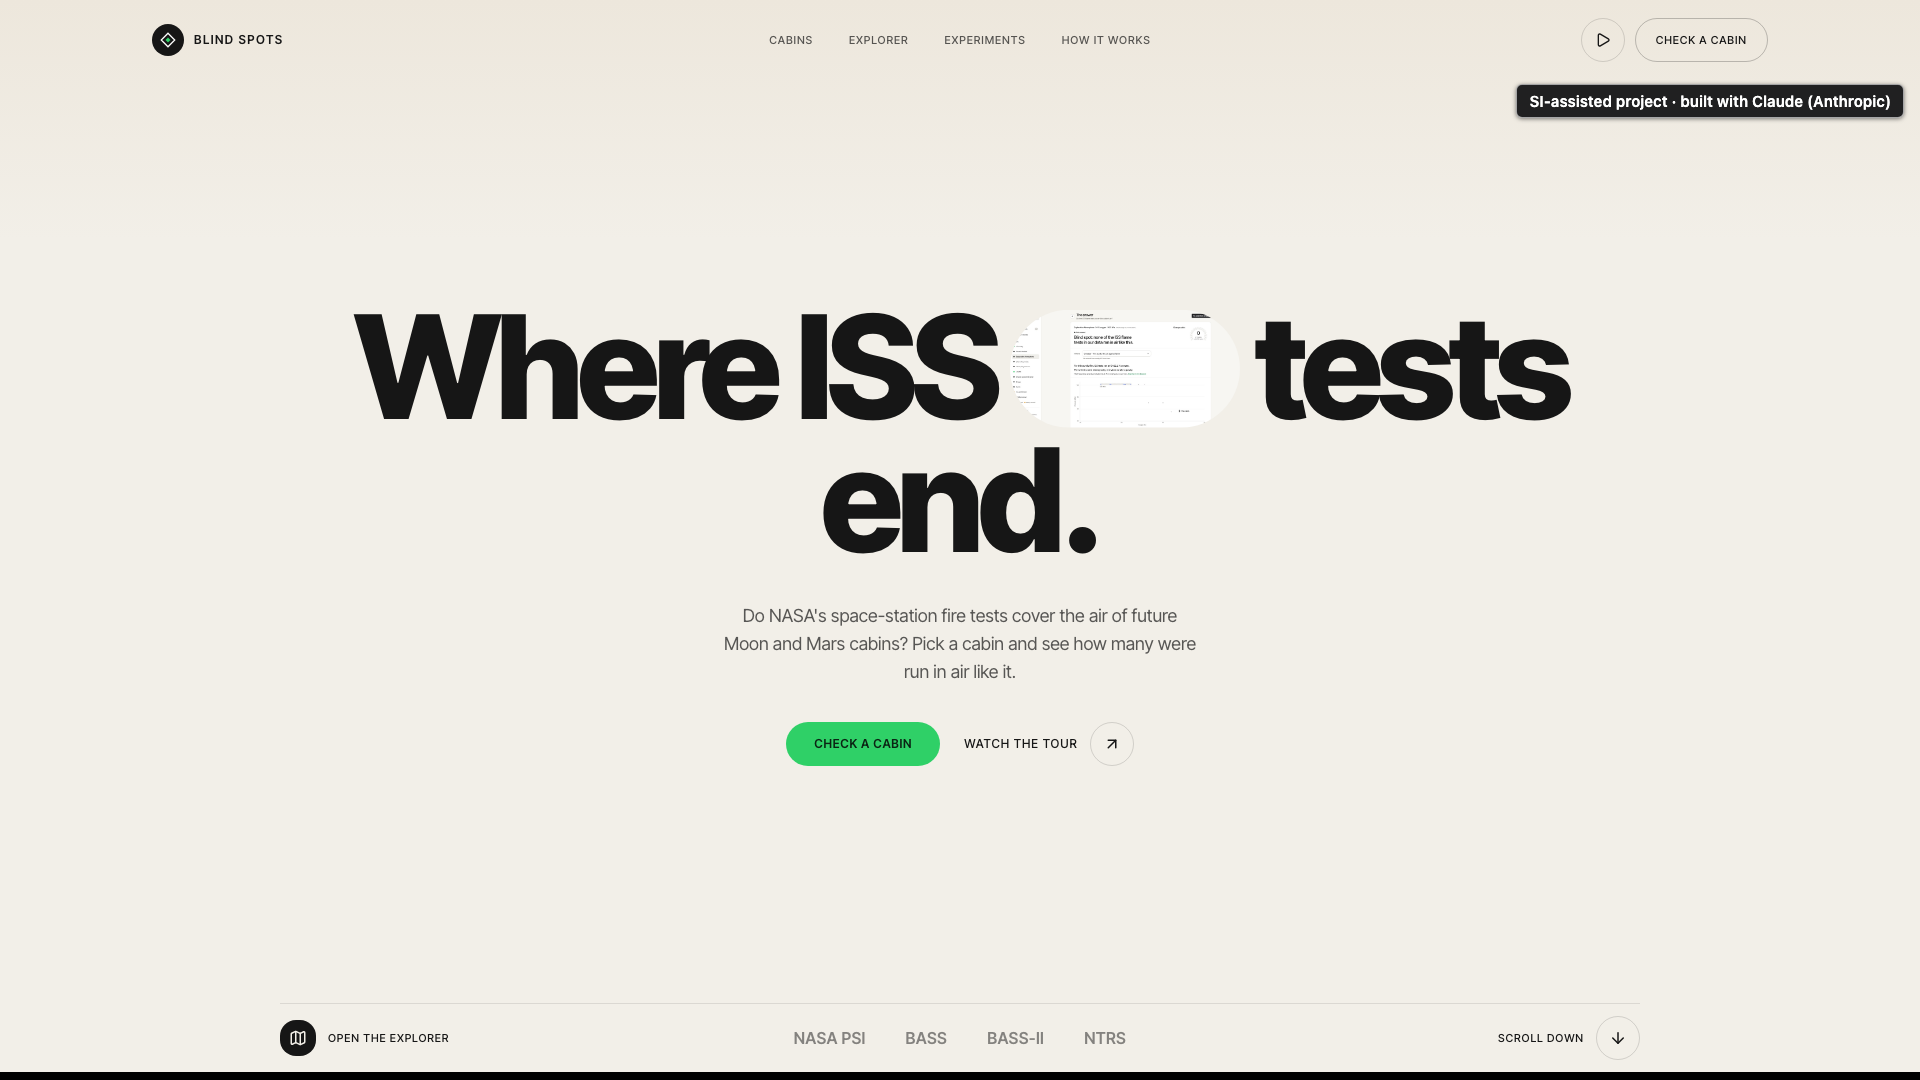 BLIND SPOTS
CABINS
EXPLORER
EXPERIMENTS
HOW IT WORKS
CHECK A CABIN
SI-assisted project · built with Claude (Anthropic)
Where ISS tests
end.
Do NASA's space-station fire tests cover the air of future
Moon and Mars cabins? Pick a cabin and see how many were
run in air like it.
CHECK A CABIN
WATCH THE TOUR
OPEN THE EXPLORER
NASA PSI
BASS
BASS-II
NTRS
SCROLL DOWN